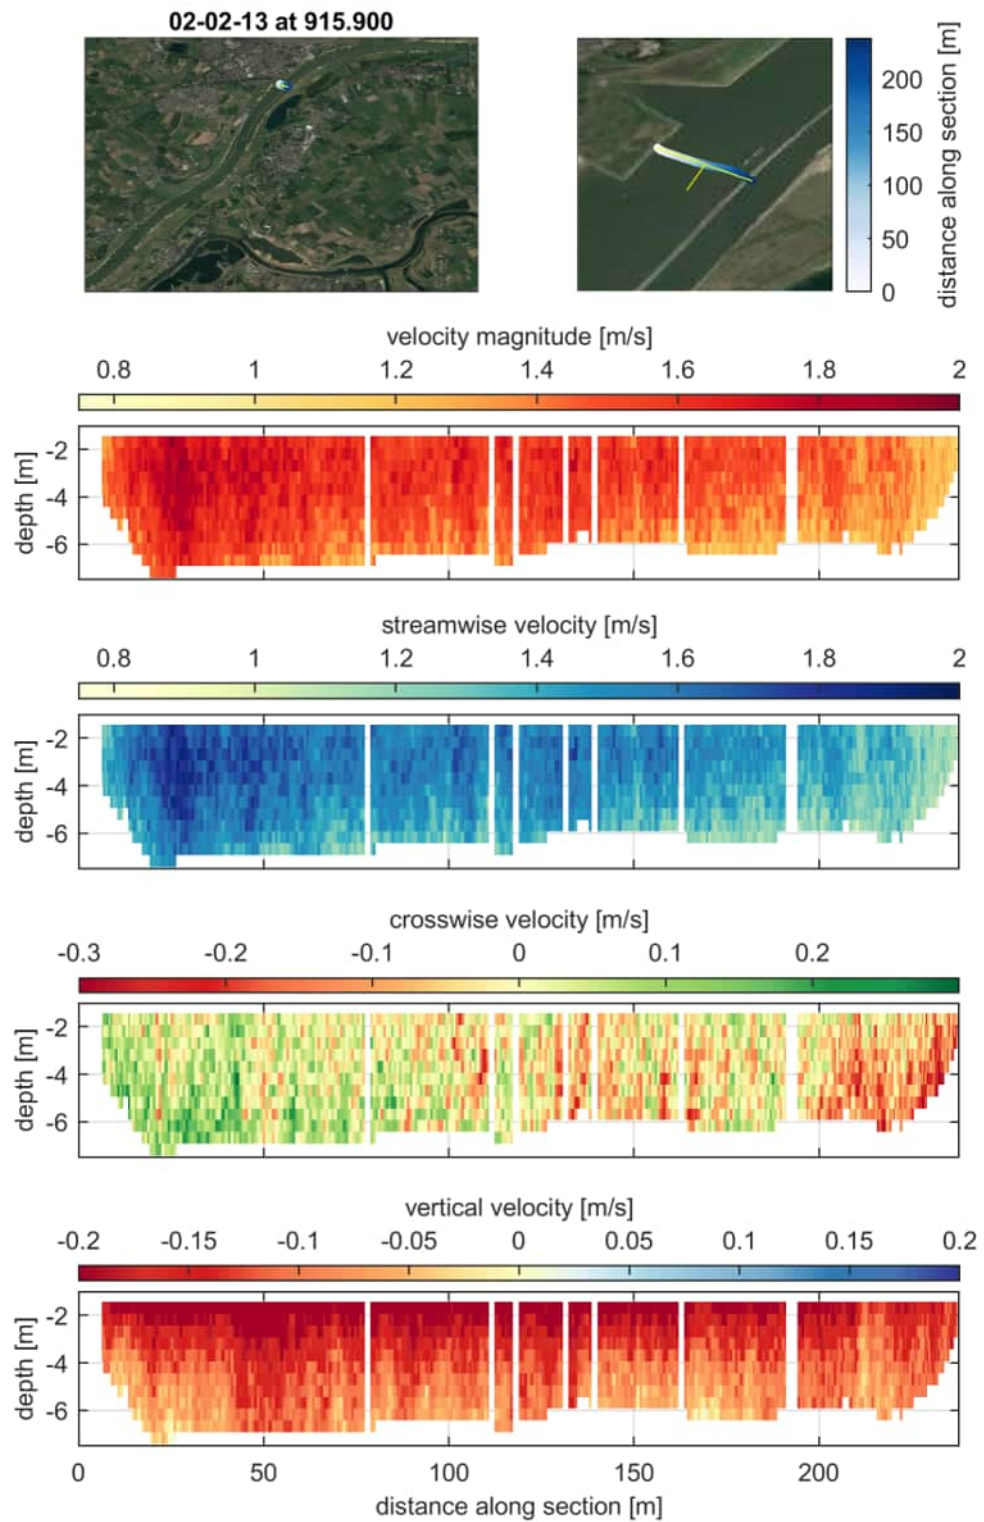 02-02-13 at 915.900
200
150
100
50
0
distance along section [m]
velocity magnitude [m/s]
0.8 1 1.2 1.4 1.6 1.8 2
-2
-4
-6
depth [m]
streamwise velocity [m/s]
0.8 1 1.2 1.4 1.6 1.8 2
-2
-4
-6
depth [m]
crosswise velocity [m/s]
-0.3 -0.2 -0.1 0 0.1 0.2
-2
-4
-6
depth [m]
vertical velocity [m/s]
-0.2 -0.15 -0.1 -0.05 0 0.05 0.1 0.15 0.2
-2
-4
-6
depth [m]
0 50 100 150 200
distance along section [m]